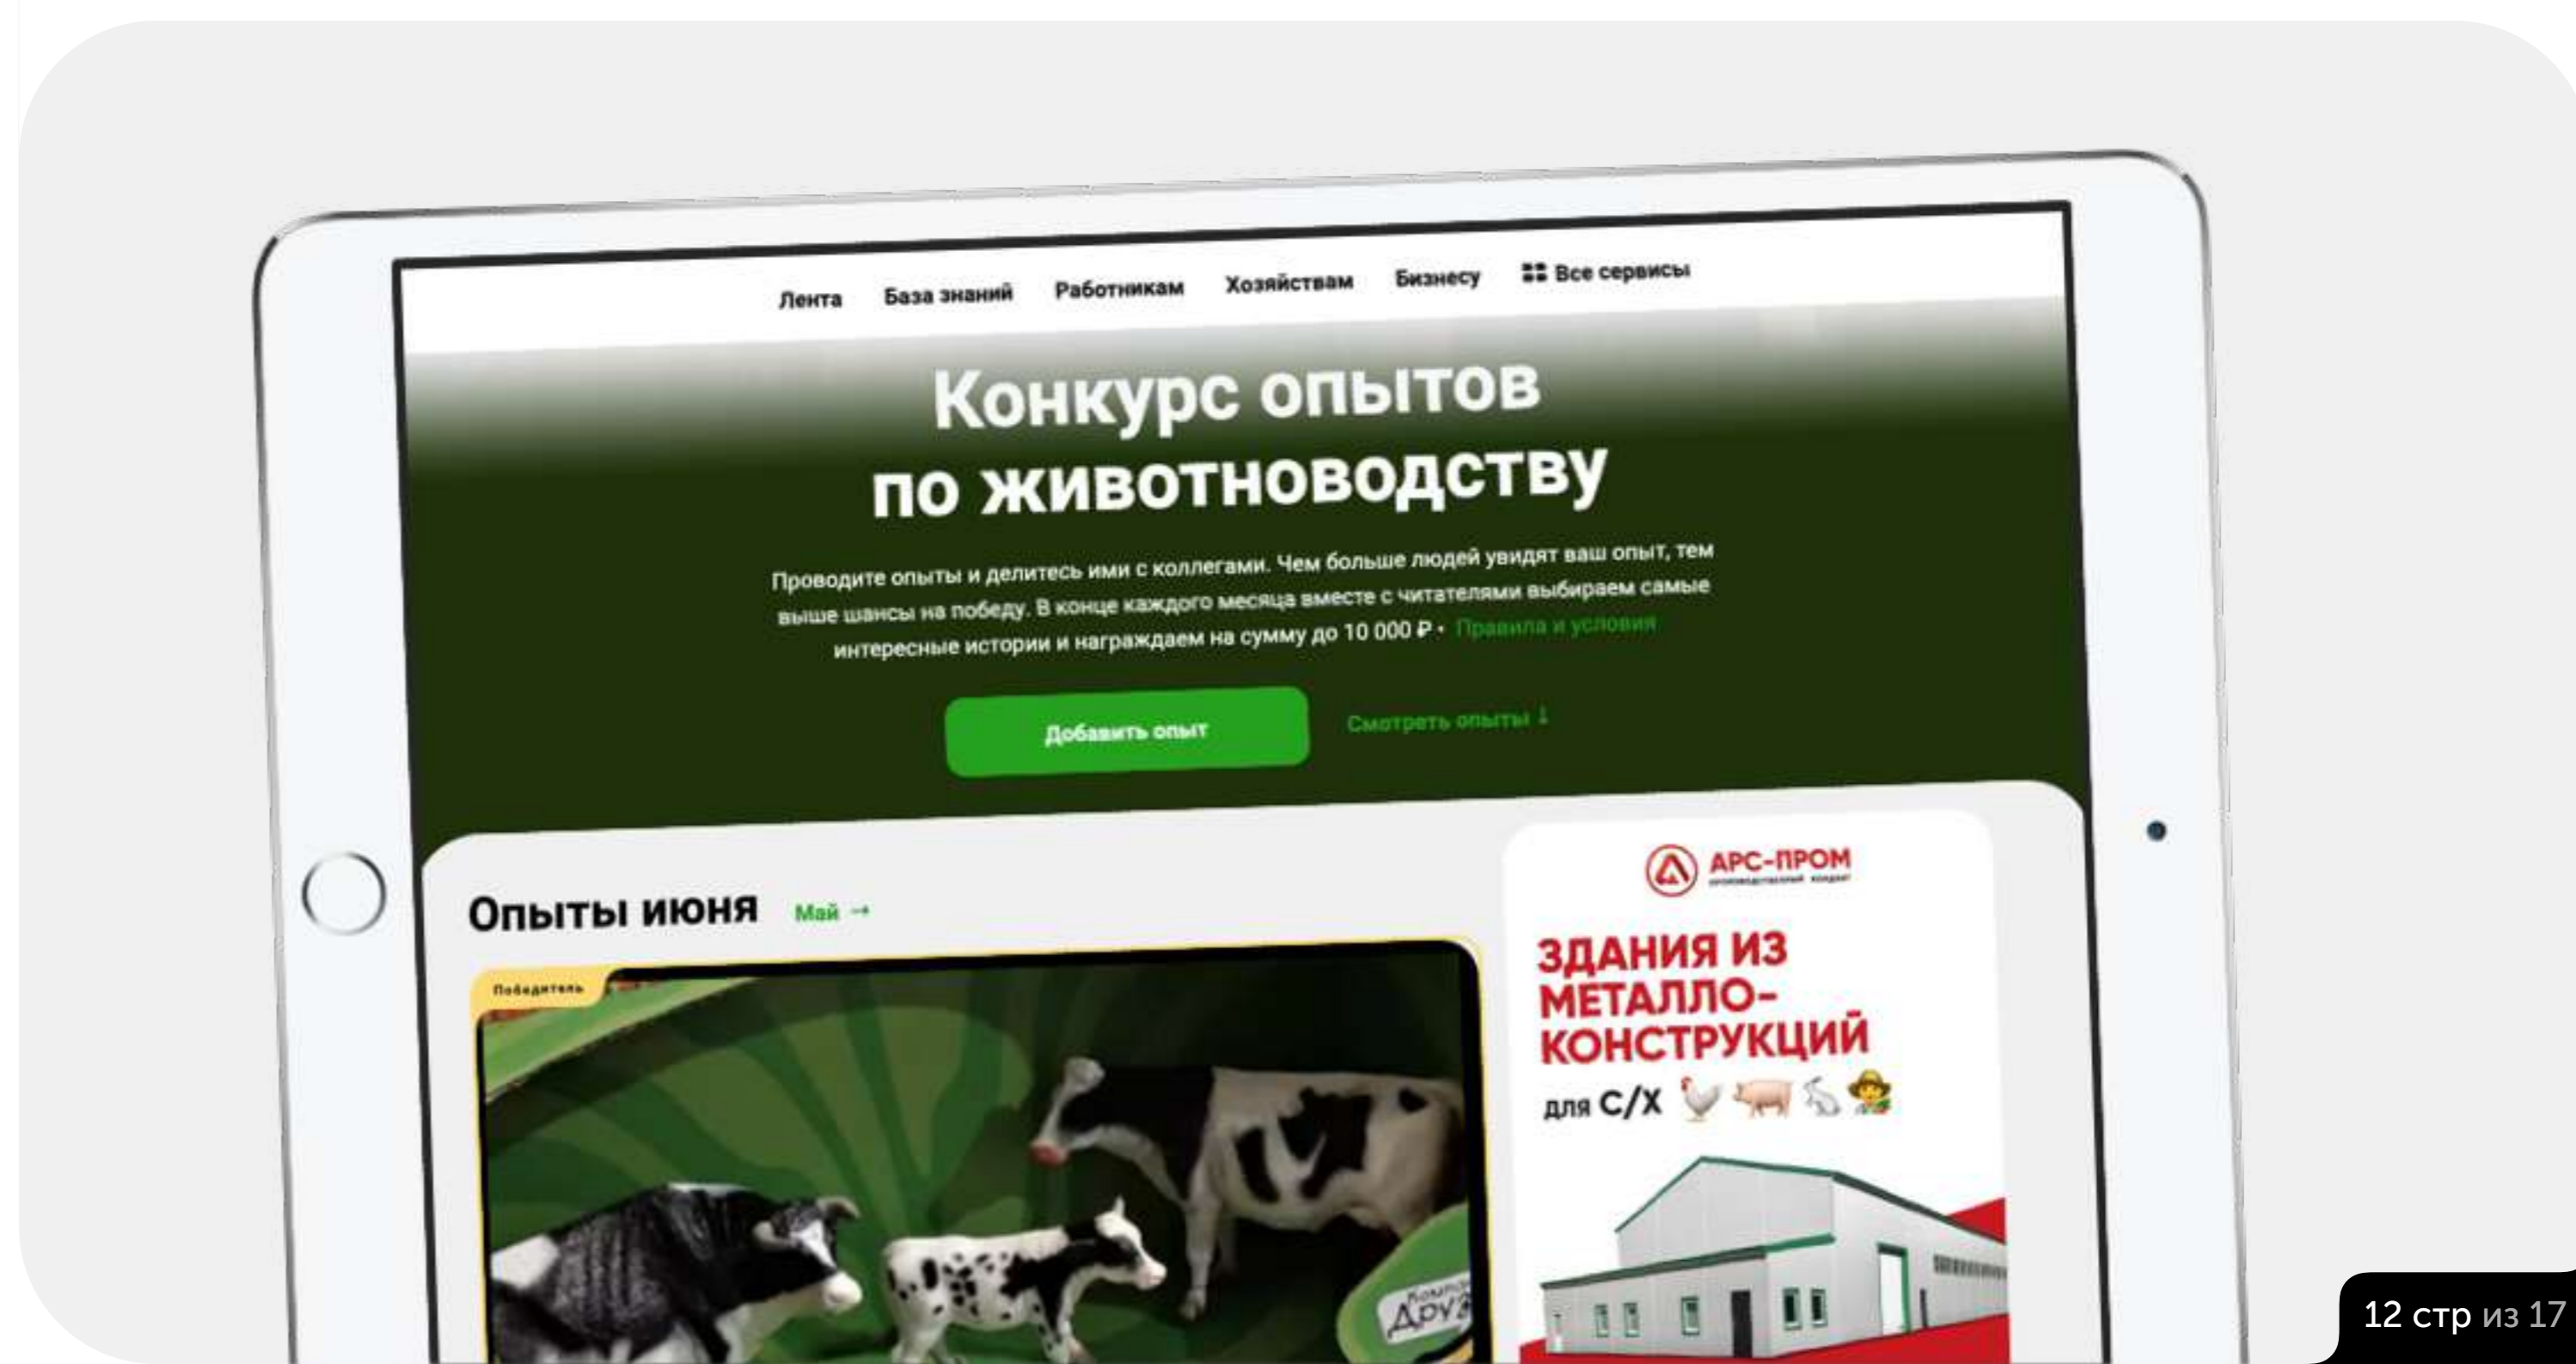 Лента База знаний Работникам Хозяйствам Бизнесу Все сервисы
Конкурс опытов
по животноводству
Проводите опыты и делитесь ими с коллегами. Чем больше людей увидят ваш опыт, тем
выше шансы на победу. В конце каждого месяца вместе с читателями выбираем самые
интересные истории и награждаем на сумму до 10 000 ₽ • Правила и условия
Добавить опыт Смотреть опыты ↓
Опыты июня Май →
Победитель
АРС-ПРОМ
ЗДАНИЯ ИЗ
МЕТАЛЛО-
КОНСТРУКЦИЙ
для С/Х
12 стр из 17